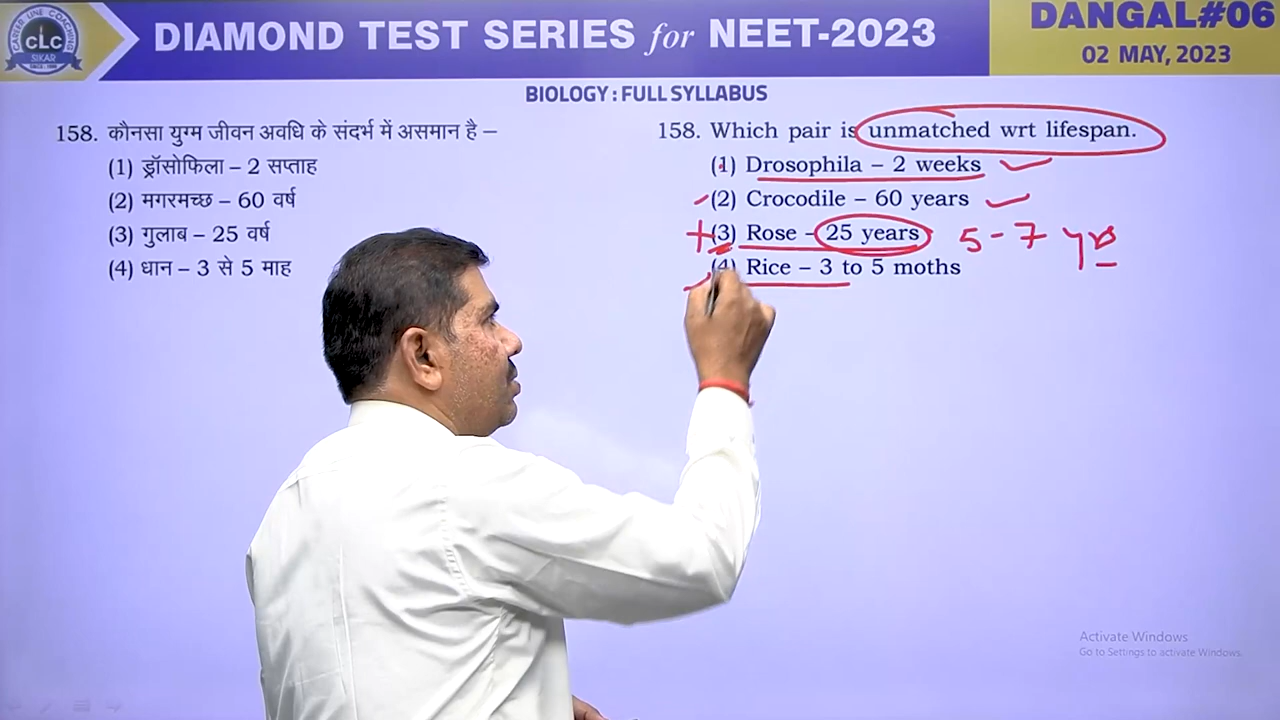 CAREER LINE COACHING
CLC
SIKAR
DIAMOND TEST SERIES for NEET-2023
DANGAL#06
02 MAY, 2023
BIOLOGY : FULL SYLLABUS
158. कौनसा युग्म जीवन अवधि के संदर्भ में असमान है –
(1) ड्रॉसोफिला – 2 सप्ताह
(2) मगरमच्छ – 60 वर्ष
(3) गुलाब – 25 वर्ष
(4) धान – 3 से 5 माह
158. Which pair is unmatched wrt lifespan.
(1) Drosophila – 2 weeks
(2) Crocodile – 60 years
(3) Rose – 25 years 5-7 yrs
(4) Rice – 3 to 5 moths
Activate Windows
Go to Settings to activate Windows.